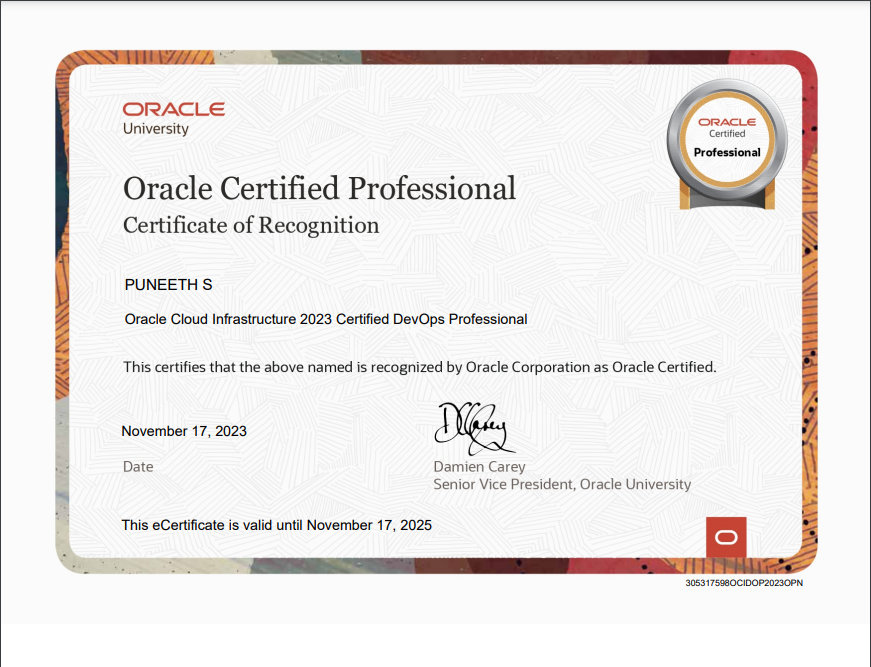 ORACLE
University
ORACLE
Certified
Professional
Oracle Certified Professional
Certificate of Recognition
PUNEETH S
Oracle Cloud Infrastructure 2023 Certified DevOps Professional
This certifies that the above named is recognized by Oracle Corporation as Oracle Certified.
November 17, 2023
Date
DCarey
Damien Carey
Senior Vice President, Oracle University
This eCertificate is valid until November 17, 2025
305317598OCIDOP2023OPN